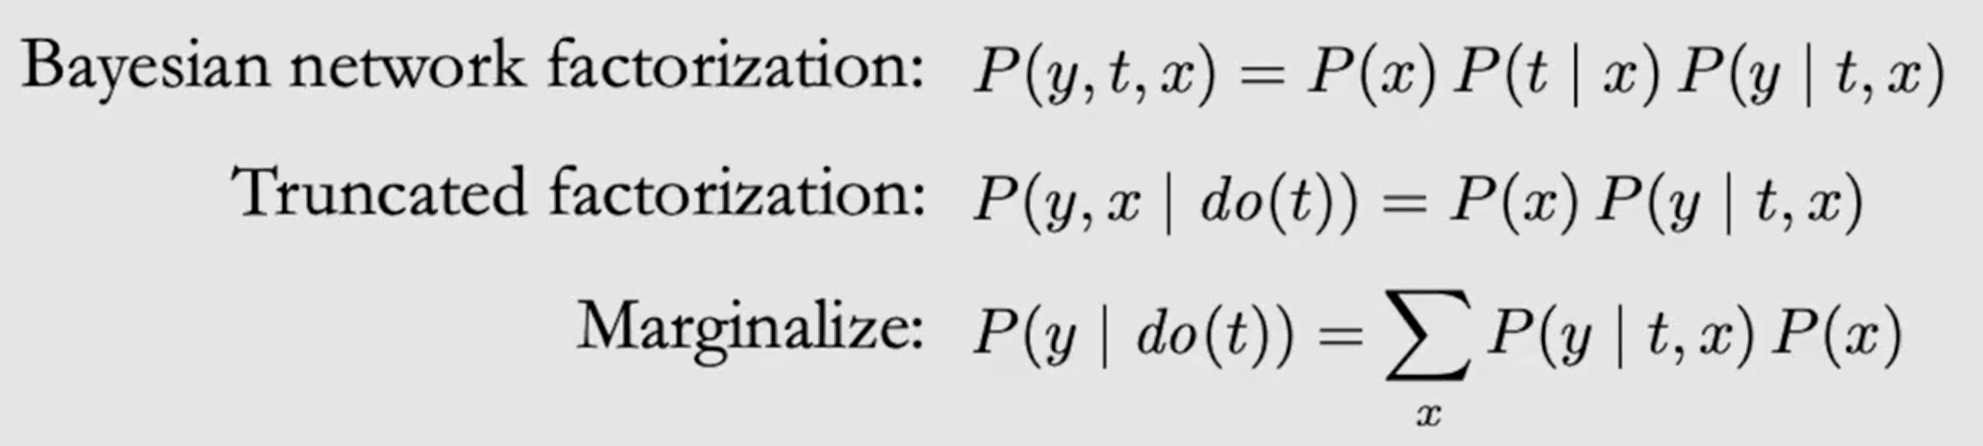 Bayesian network factorization: P(y, t, x) = P(x) P(t | x) P(y | t, x)
Truncated factorization: P(y, x | do(t)) = P(x) P(y | t, x)
Marginalize: P(y | do(t)) = ∑ P(y | t, x) P(x)
x